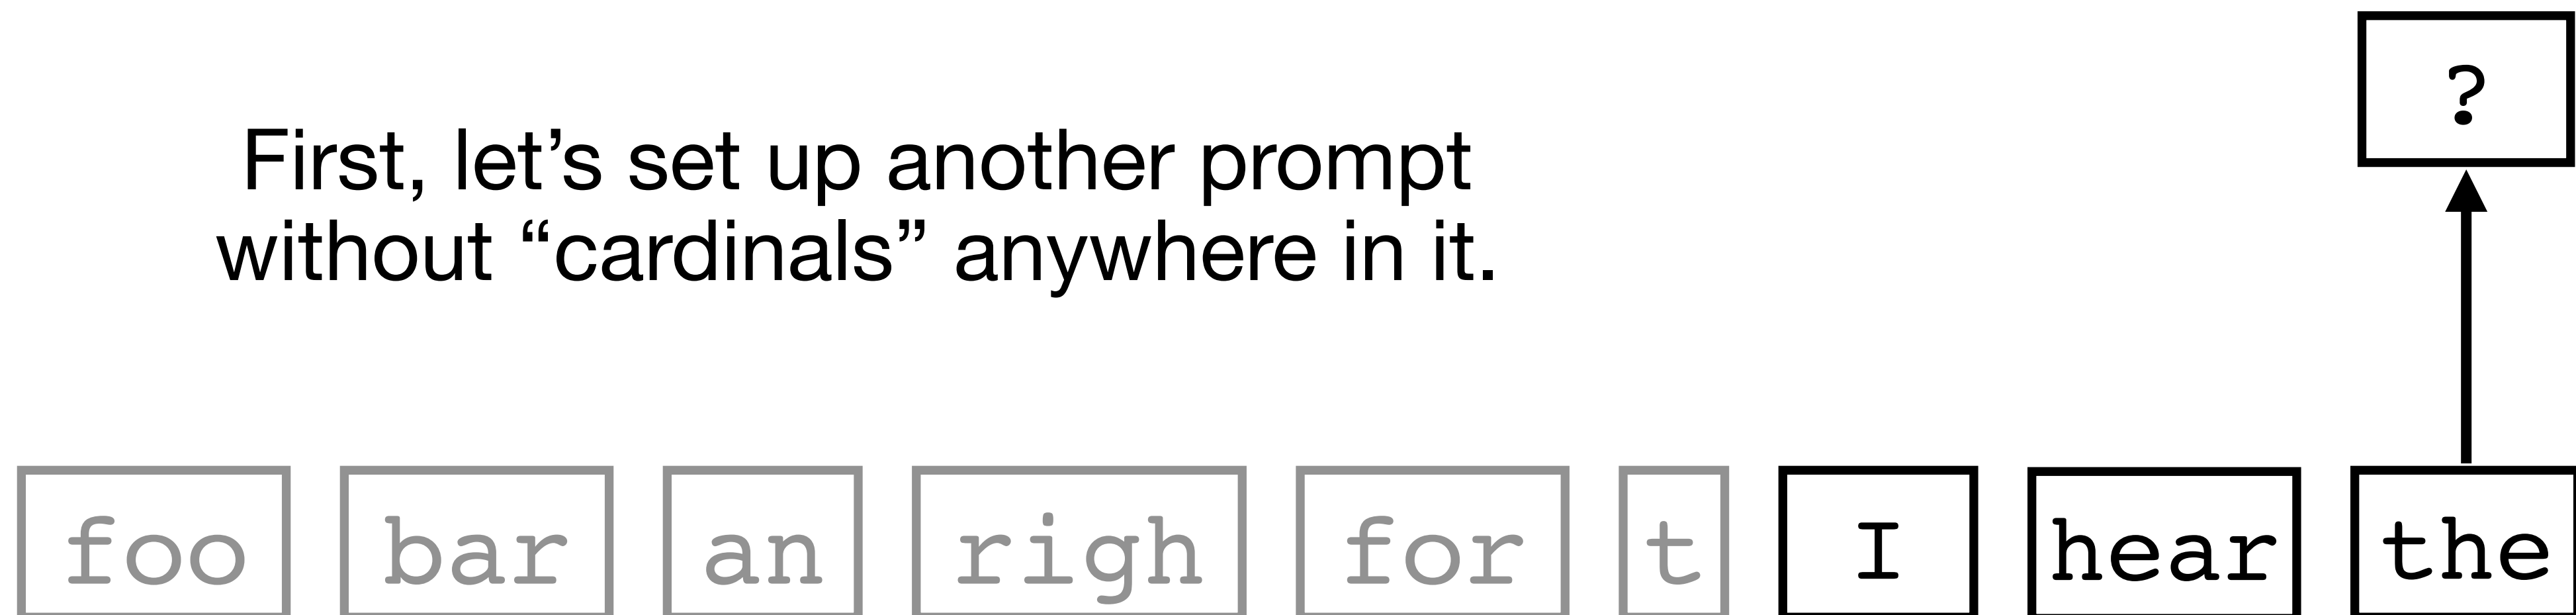 ?
First, let’s set up another prompt
without “cardinals” anywhere in it.
foo bar an righ for t I hear the